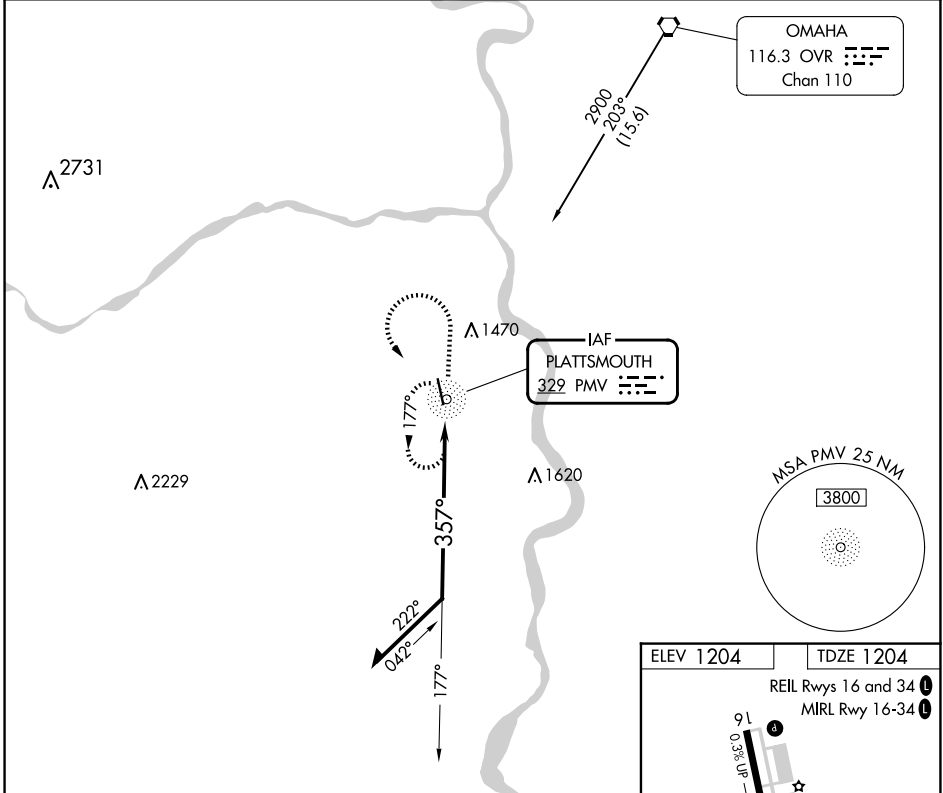 OMAHA
116.3 OVR
Chan 110
2900
203°
(15.6)
2731
1470
IAF
PLATTSMOUTH
329 PMV
177°
2229
1620
MSA PMV 25 NM
3800
357°
222°
042°
177°
ELEV 1204
TDZE 1204
REIL Rwys 16 and 34 L
MIRL Rwy 16-34 L
16
P
0.3% UP